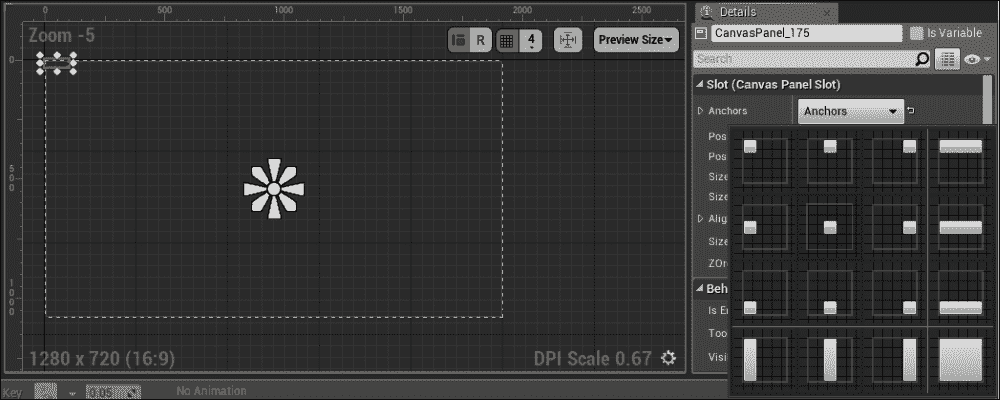 0 500 1000 1500 2000 2500
Zoom -5
R
4
Preview Size
0
500
1000
1280 x 720 (16:9)
DPI Scale 0.67
Key
0.05
No Animation
Details
CanvasPanel_175
Is Variable
Search
Slot (Canvas Panel Slot)
Anchors
Anchors
Pos
Pos
Size
Size
Alig
Size
ZOr
Beh
Is En
Too
Visi